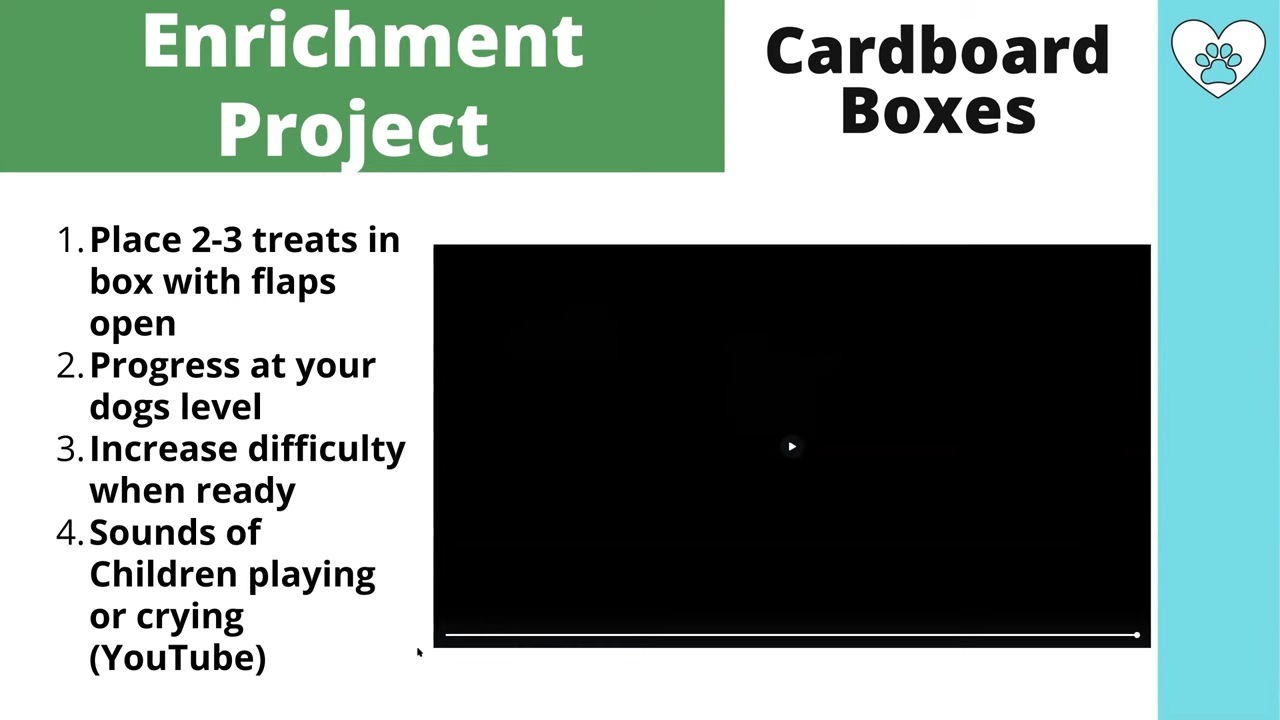 Enrichment
Project
Cardboard
Boxes
1. Place 2-3 treats in
box with flaps
open
2. Progress at your
dogs level
3. Increase difficulty
when ready
4. Sounds of
Children playing
or crying
(YouTube)